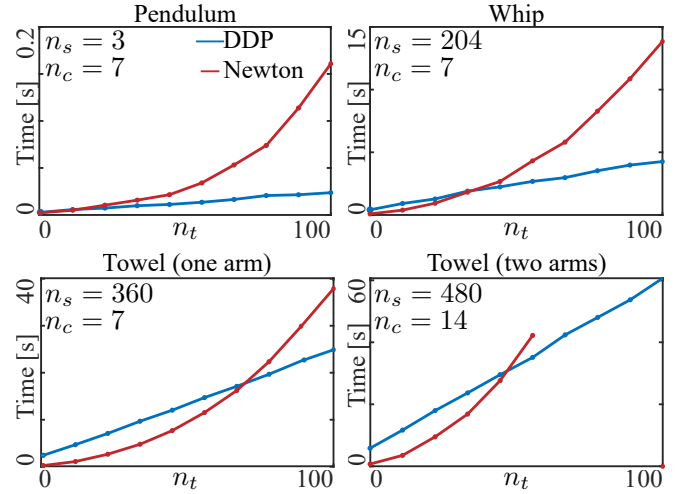 Pendulum
0.2
n_s = 3
n_c = 7
DDP
Newton
Time [s]
0
0
n_t
100
Whip
15
n_s = 204
n_c = 7
Time [s]
0
0
n_t
100
Towel (one arm)
40
n_s = 360
n_c = 7
Time [s]
0
0
n_t
100
Towel (two arms)
60
n_s = 480
n_c = 14
Time [s]
0
0
n_t
100